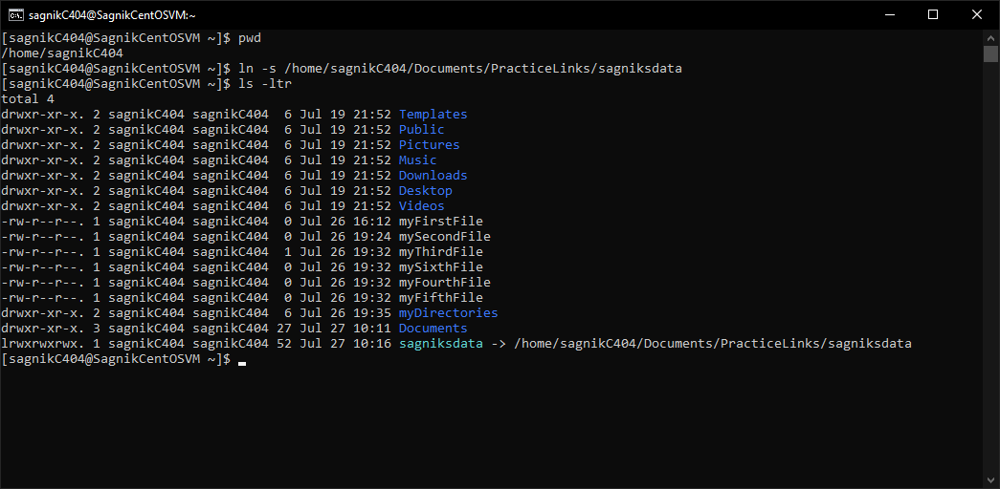 sagnikC404@SagnikCentOSVM:~
[sagnikC404@SagnikCentOSVM ~]$ pwd
/home/sagnikC404
[sagnikC404@SagnikCentOSVM ~]$ ln -s /home/sagnikC404/Documents/PracticeLinks/sagniksdata
[sagnikC404@SagnikCentOSVM ~]$ ls -ltr
total 4
drwxr-xr-x. 2 sagnikC404 sagnikC404  6 Jul 19 21:52 Templates
drwxr-xr-x. 2 sagnikC404 sagnikC404  6 Jul 19 21:52 Public
drwxr-xr-x. 2 sagnikC404 sagnikC404  6 Jul 19 21:52 Pictures
drwxr-xr-x. 2 sagnikC404 sagnikC404  6 Jul 19 21:52 Music
drwxr-xr-x. 2 sagnikC404 sagnikC404  6 Jul 19 21:52 Downloads
drwxr-xr-x. 2 sagnikC404 sagnikC404  6 Jul 19 21:52 Desktop
drwxr-xr-x. 2 sagnikC404 sagnikC404  6 Jul 19 21:52 Videos
-rw-r--r--. 1 sagnikC404 sagnikC404  0 Jul 26 16:12 myFirstFile
-rw-r--r--. 1 sagnikC404 sagnikC404  0 Jul 26 19:24 mySecondFile
-rw-r--r--. 1 sagnikC404 sagnikC404  1 Jul 26 19:32 myThirdFile
-rw-r--r--. 1 sagnikC404 sagnikC404  0 Jul 26 19:32 mySixthFile
-rw-r--r--. 1 sagnikC404 sagnikC404  0 Jul 26 19:32 myFourthFile
-rw-r--r--. 1 sagnikC404 sagnikC404  0 Jul 26 19:32 myFifthFile
drwxr-xr-x. 2 sagnikC404 sagnikC404  6 Jul 26 19:35 myDirectories
drwxr-xr-x. 3 sagnikC404 sagnikC404 27 Jul 27 10:11 Documents
lrwxrwxrwx. 1 sagnikC404 sagnikC404 52 Jul 27 10:16 sagniksdata -> /home/sagnikC404/Documents/PracticeLinks/sagniksdata
[sagnikC404@SagnikCentOSVM ~]$